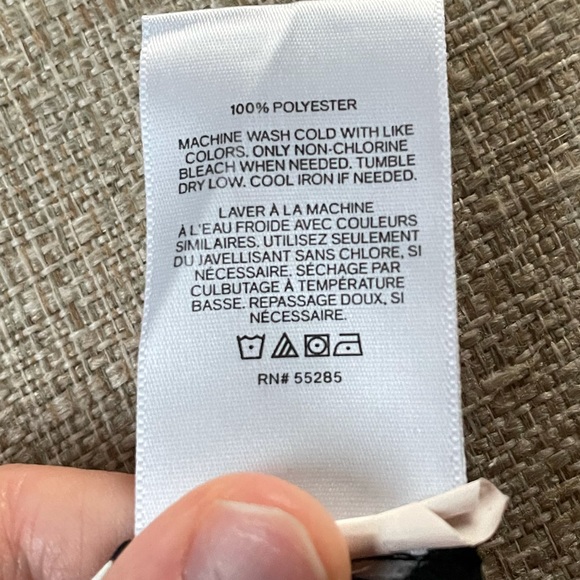 100% POLYESTER
MACHINE WASH COLD WITH LIKE
COLORS. ONLY NON-CHLORINE
BLEACH WHEN NEEDED. TUMBLE
DRY LOW. COOL IRON IF NEEDED.
LAVER À LA MACHINE
À L'EAU FROIDE AVEC COULEURS
SIMILAIRES. UTILISEZ SEULEMENT
DU JAVELLISANT SANS CHLORE, SI
NÉCESSAIRE. SÉCHAGE PAR
CULBUTAGE À TEMPÉRATURE
BASSE. REPASSAGE DOUX, SI
NÉCESSAIRE.
RN# 55285